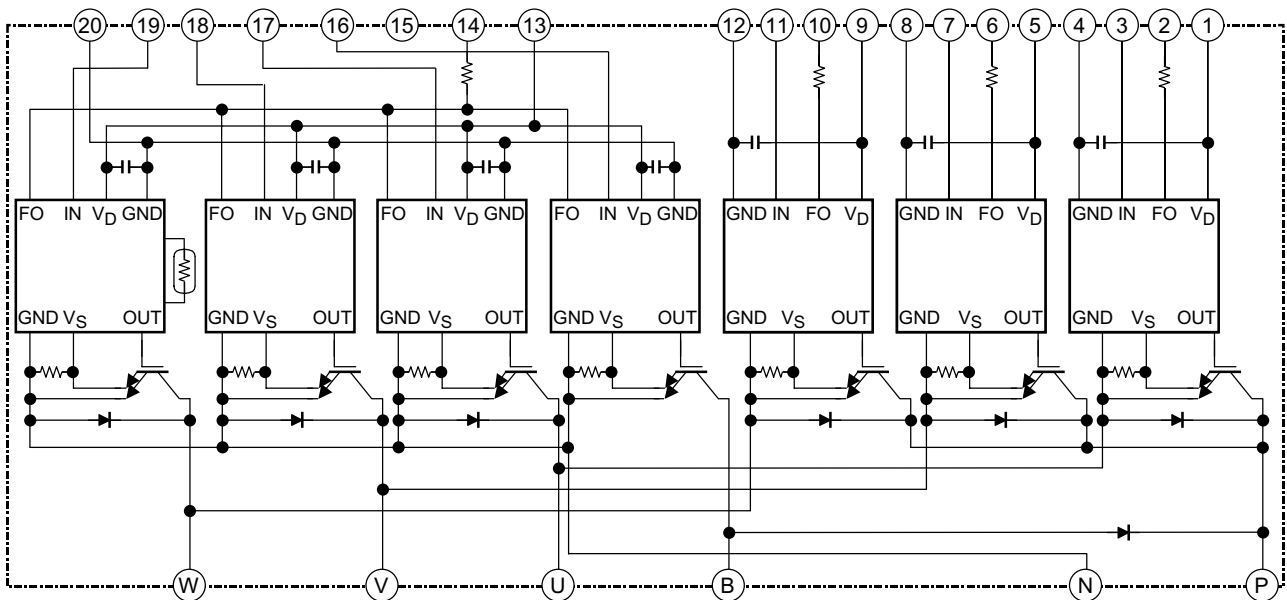 20 19 18 17 16 15 14 13 12 11 10 9 8 7 6 5 4 3 2 1
FO IN VD GND FO IN VD GND FO IN VD GND FO IN VD GND GND IN FO VD GND IN FO VD GND IN FO VD
GND VS OUT GND VS OUT GND VS OUT GND VS OUT GND VS OUT GND VS OUT GND VS OUT
W V U B N P